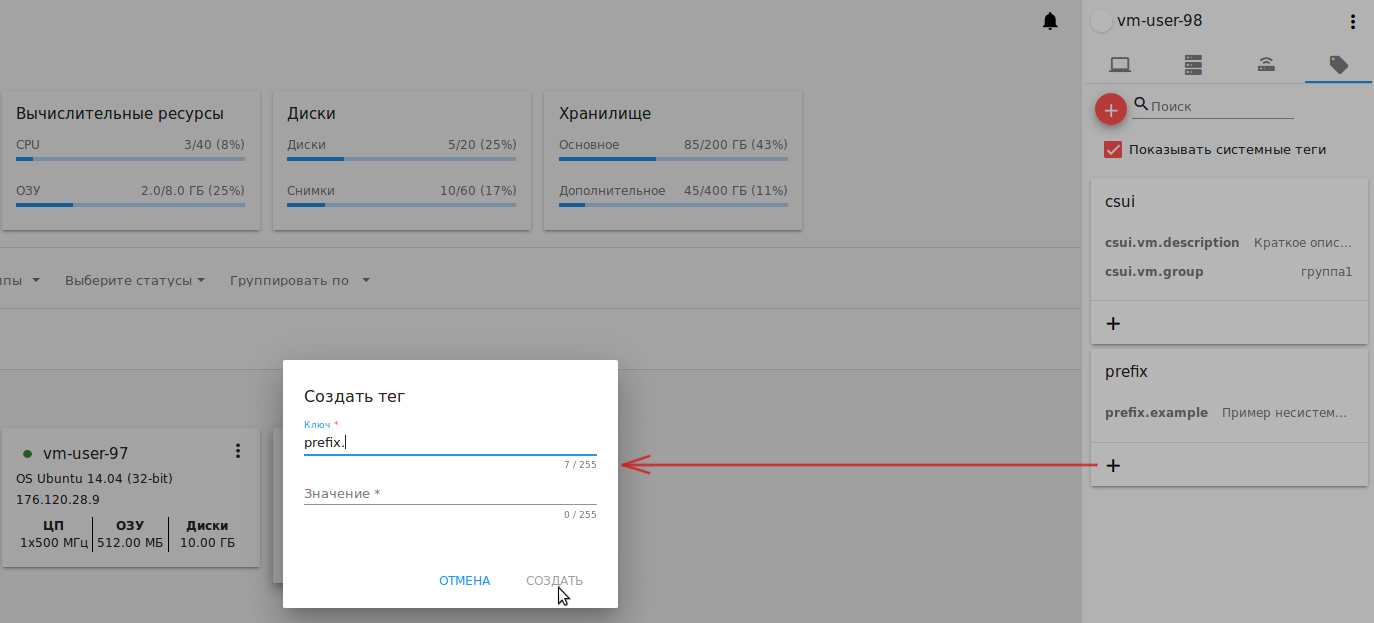 vm-user-98
Вычислительные ресурсы
CPU 3/40 (8%)
ОЗУ 2.0/8.0 ГБ (25%)
Диски
Диски 5/20 (25%)
Снимки 10/60 (17%)
Хранилище
Основное 85/200 ГБ (43%)
Дополнительное 45/400 ГБ (11%)
Поиск
Показывать системные теги
csui
csui.vm.description Краткое опис...
csui.vm.group группа1
+
prefix
prefix.example Пример несистем...
+
пы Выберите статусы Группировать по
Создать тег
Ключ *
prefix.
7 / 255
Значение *
0 / 255
ОТМЕНА СОЗДАТЬ
vm-user-97
OS Ubuntu 14.04 (32-bit)
176.120.28.9
ЦП ОЗУ Диски
1x500 МГц 512.00 МБ 10.00 ГБ